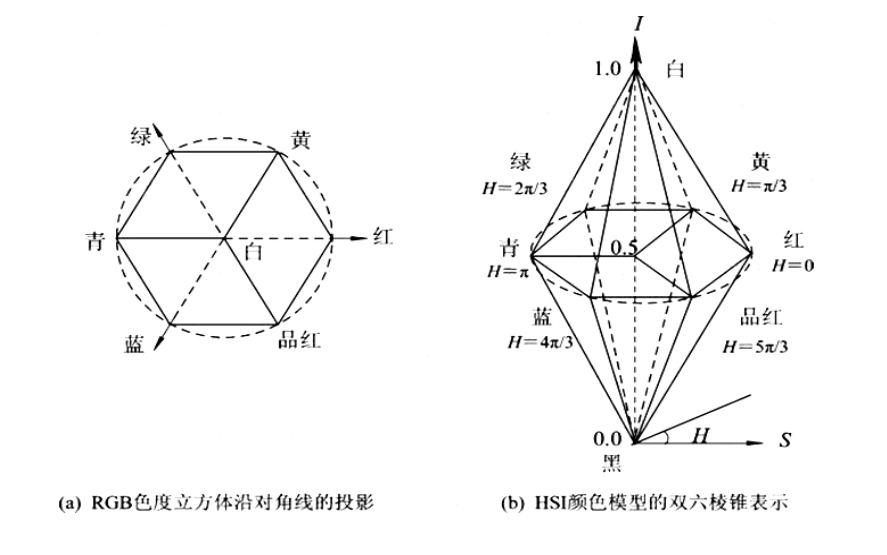 绿
黄
青
白
红
蓝
品红
(a) RGB色度立方体沿对角线的投影
I
1.0
白
绿
H=2π/3
黄
H=π/3
青
H=π
0.5
红
H=0
蓝
H=4π/3
品红
H=5π/3
0.0
黑
H
S
(b) HSI颜色模型的双六棱锥表示